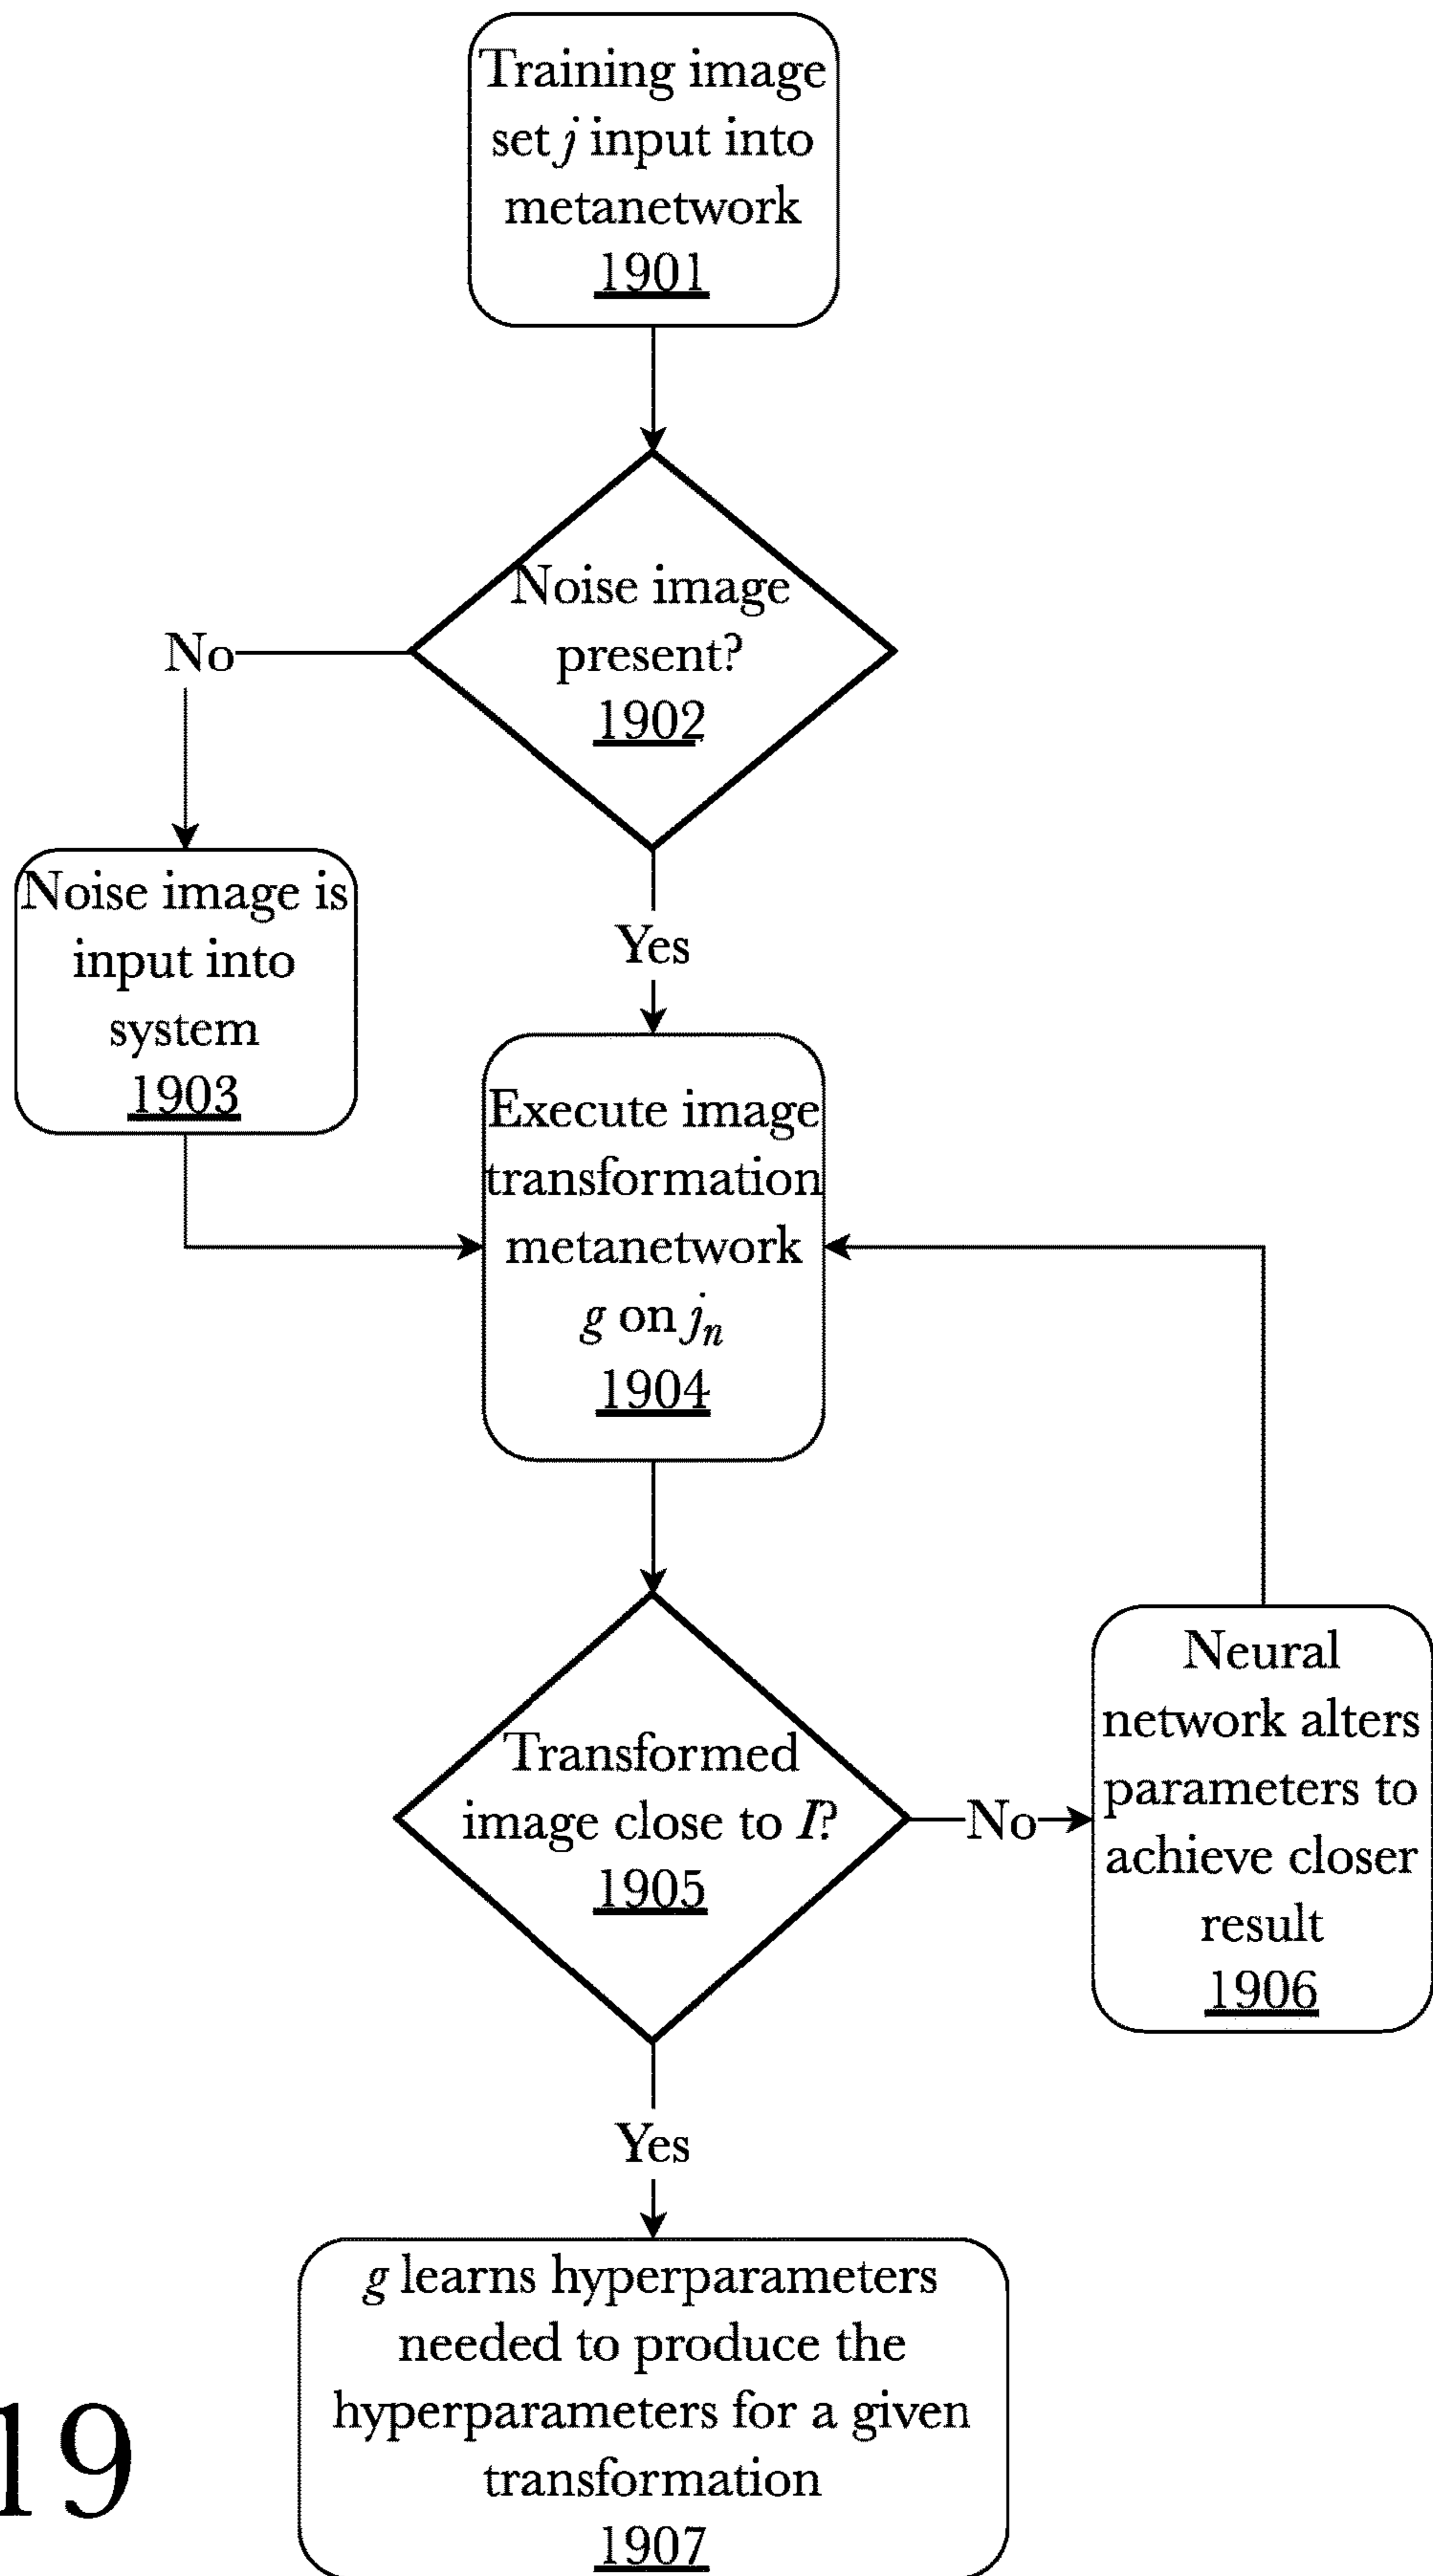 Training image
set j input into
metanetwork
1901
Noise image
present?
1902
No
Yes
Noise image is
input into
system
1903
Execute image
transformation
metanetwork
g on jn
1904
Transformed
image close to I?
1905
No
Neural
network alters
parameters to
achieve closer
result
1906
Yes
g learns hyperparameters
needed to produce the
hyperparameters for a given
transformation
1907
19